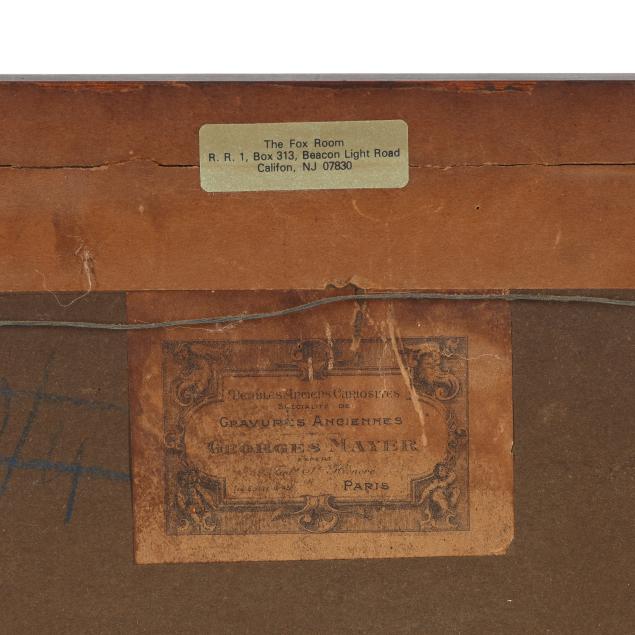 The Fox Room
R. R. 1, Box 313, Beacon Light Road
Califon, NJ 07830
MEUBLES ANCIENS CURIOSITÉS
SPÉCIALITÉ DE
GRAVURES ANCIENNES
GEORGES MAYER
EXPERT
Honoré
PARIS